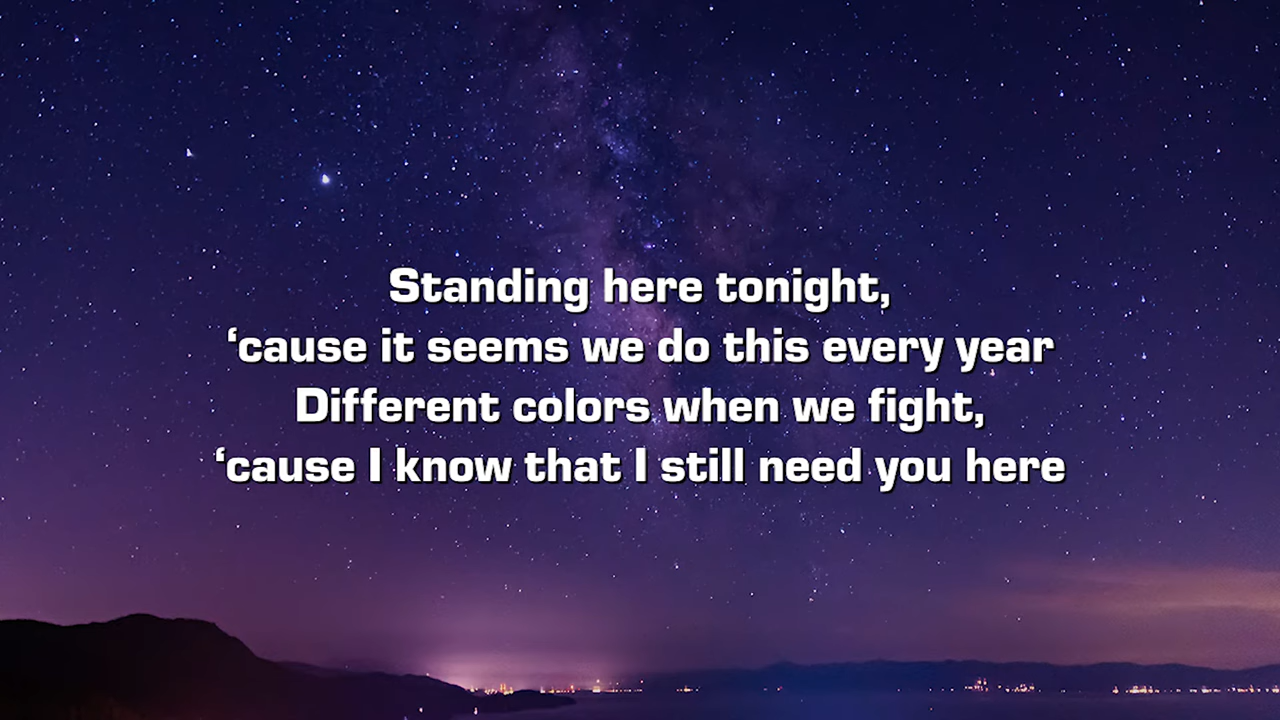 Standing here tonight,
‘cause it seems we do this every year
Different colors when we fight,
‘cause I know that I still need you here